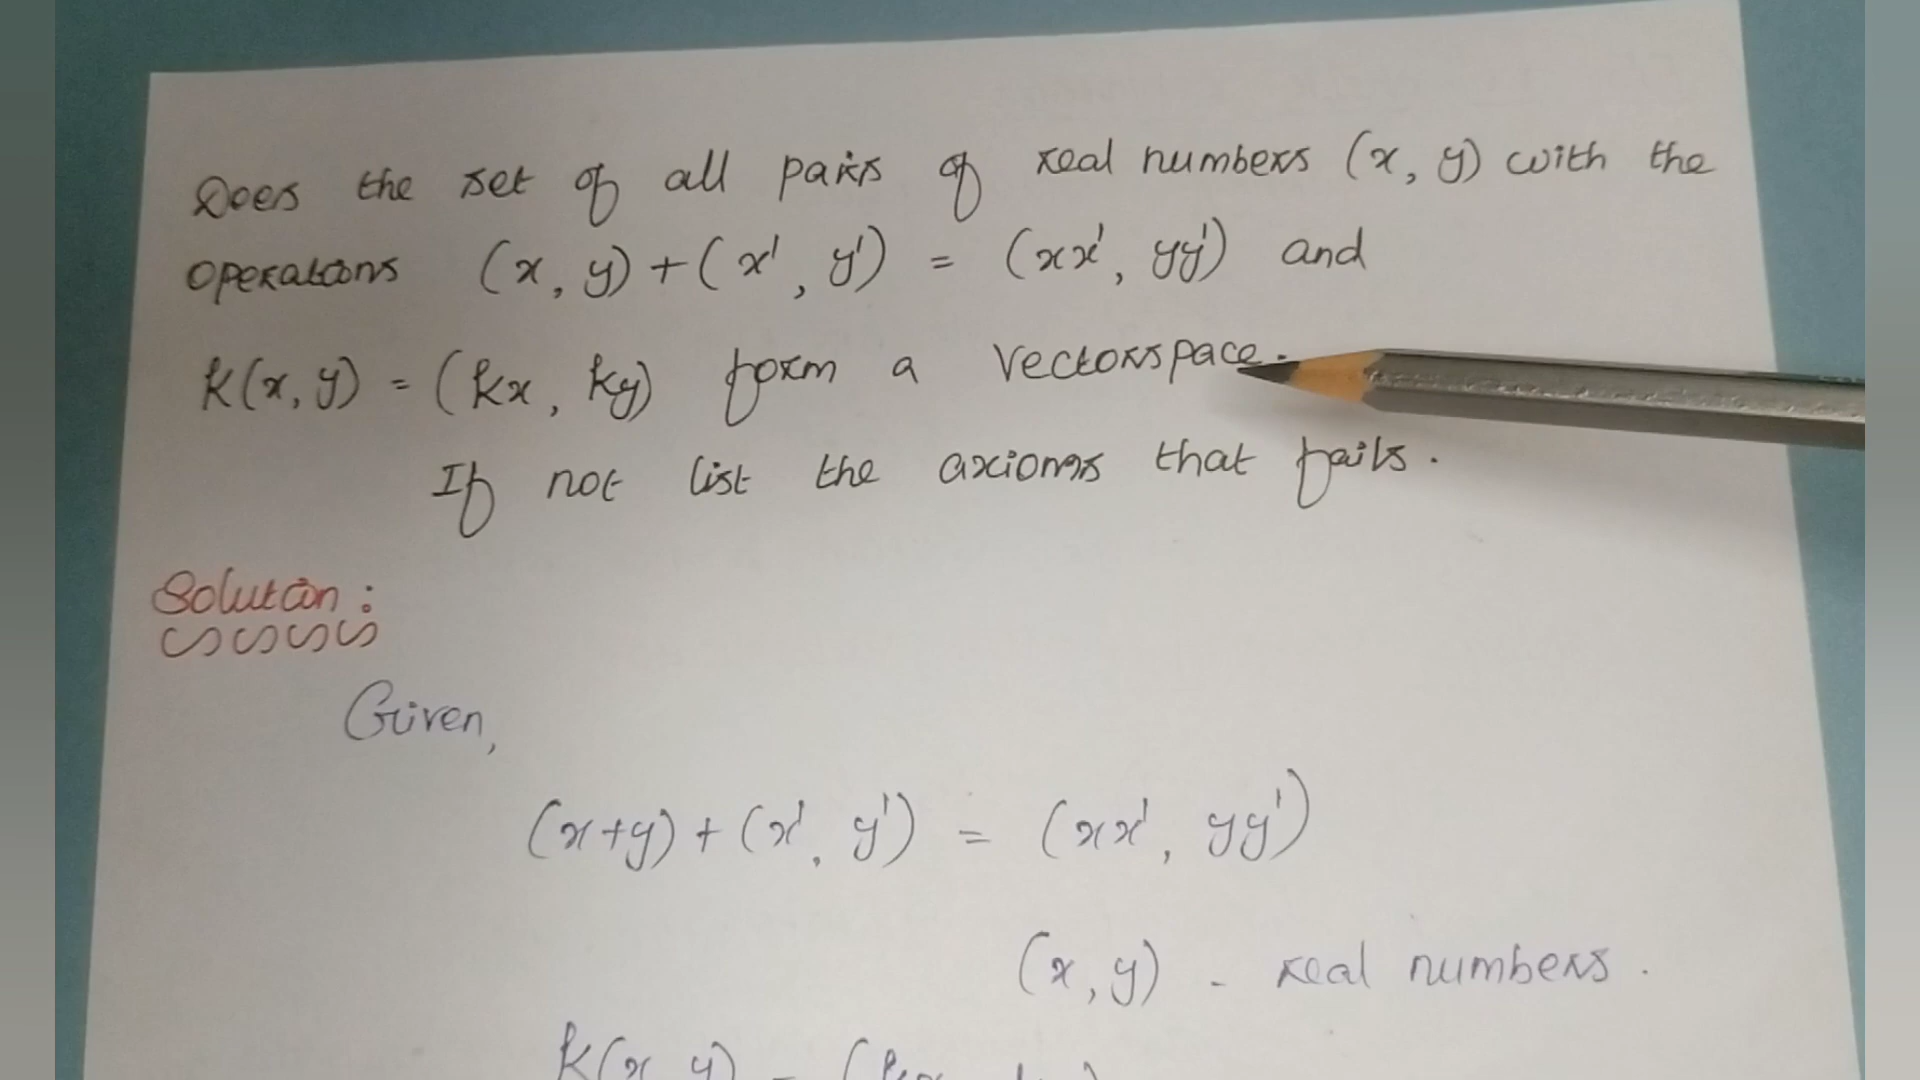 Does the set of all pairs of real numbers (x, y) with the
operations (x, y) + (x', y') = (xx', yy') and
k(x, y) = (kx, ky) form a vectorspace.
If not list the axioms that fails.
Solution:
Given,
(x+y) + (x', y') = (xx', yy')
(x, y) - real numbers.
k(x, y) =